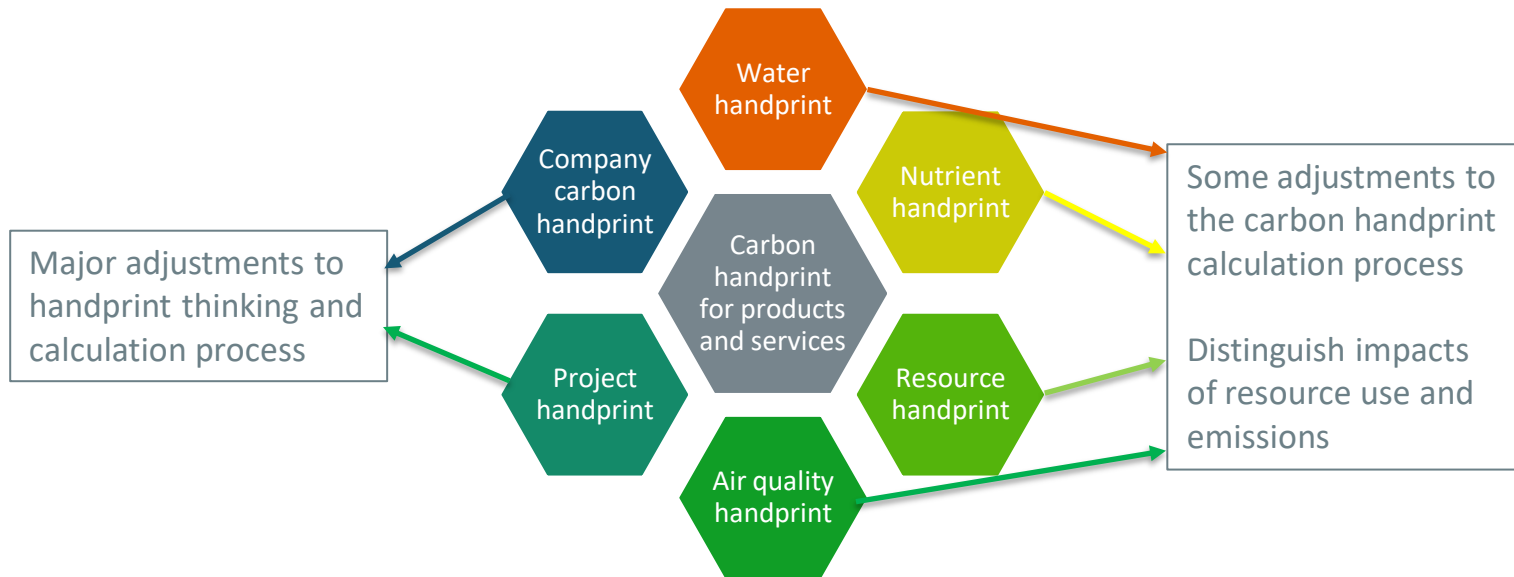 Water
handprint
Company
carbon
handprint
Nutrient
handprint
Carbon
handprint
for products
and services
Project
handprint
Resource
handprint
Air quality
handprint
Major adjustments to
handprint thinking and
calculation process
Some adjustments to
the carbon handprint
calculation process
Distinguish impacts
of resource use and
emissions